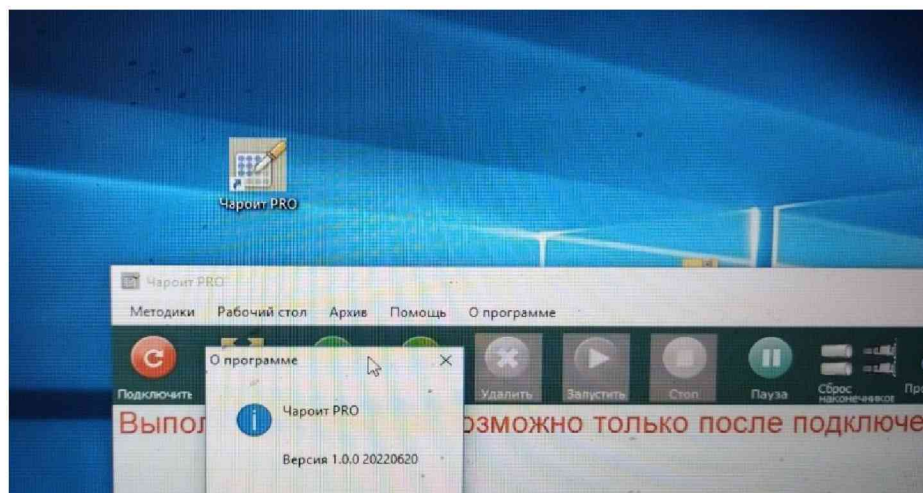 Чароит PRO
Чароит PRO
Методики Рабочий стол Архив Помощь О программе
О программе
Подключить
Удалить Запустить Стоп Пауза Сброс наконечников
Чароит PRO
Выпол озможно только после подключе
Версия 1.0.0 20220620